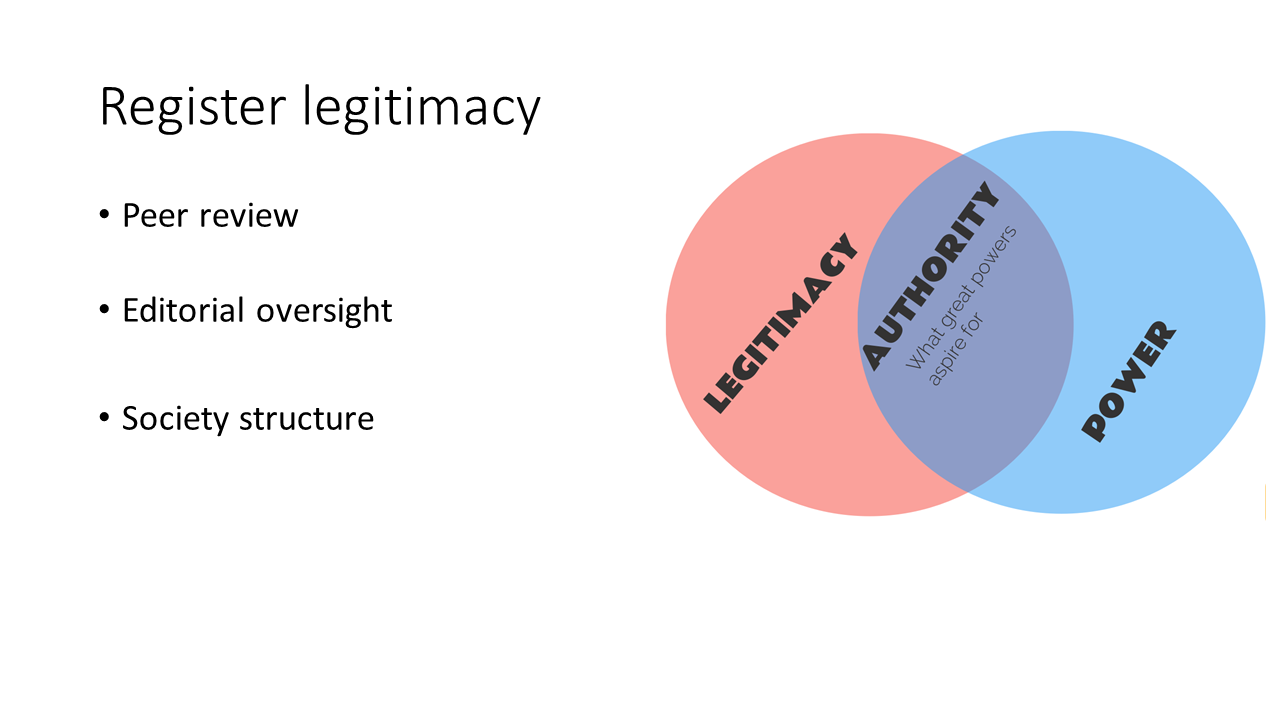 Register legitimacy
• Peer review
• Editorial oversight
• Society structure
LEGITIMACY
AUTHORITY
What great powers
aspire for
POWER